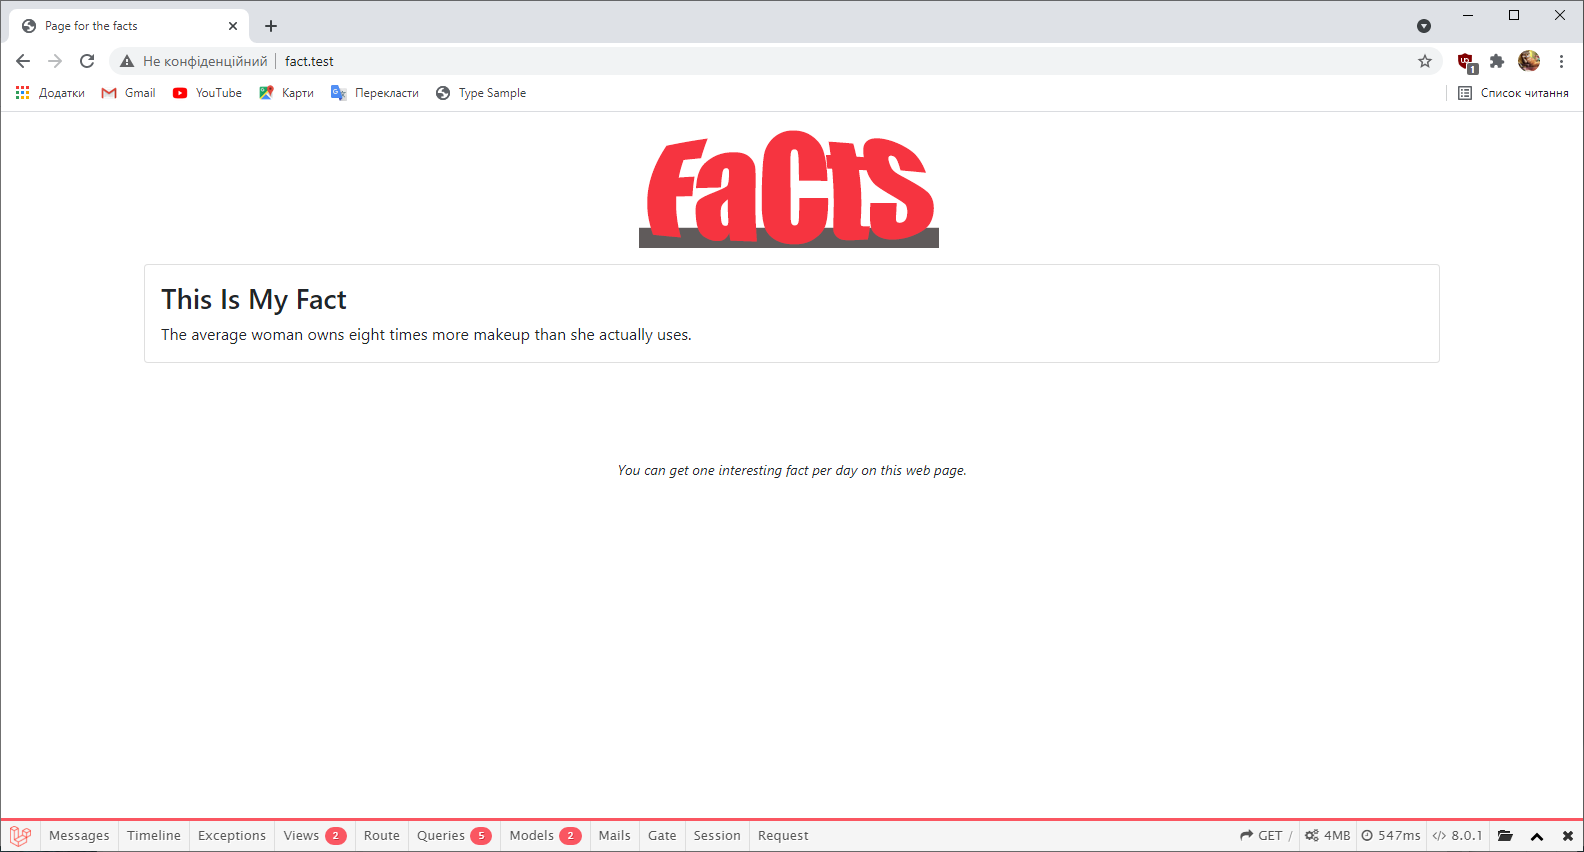 Page for the facts
Не конфіденційний fact.test
1
Додатки Gmail YouTube Карти Перекласти Type Sample Список читання
FaCtS
This Is My Fact
The average woman owns eight times more makeup than she actually uses.
You can get one interesting fact per day on this web page.
Messages Timeline Exceptions Views 2 Route Queries 5 Models 2 Mails Gate Session Request GET / 4MB 547ms 8.0.1